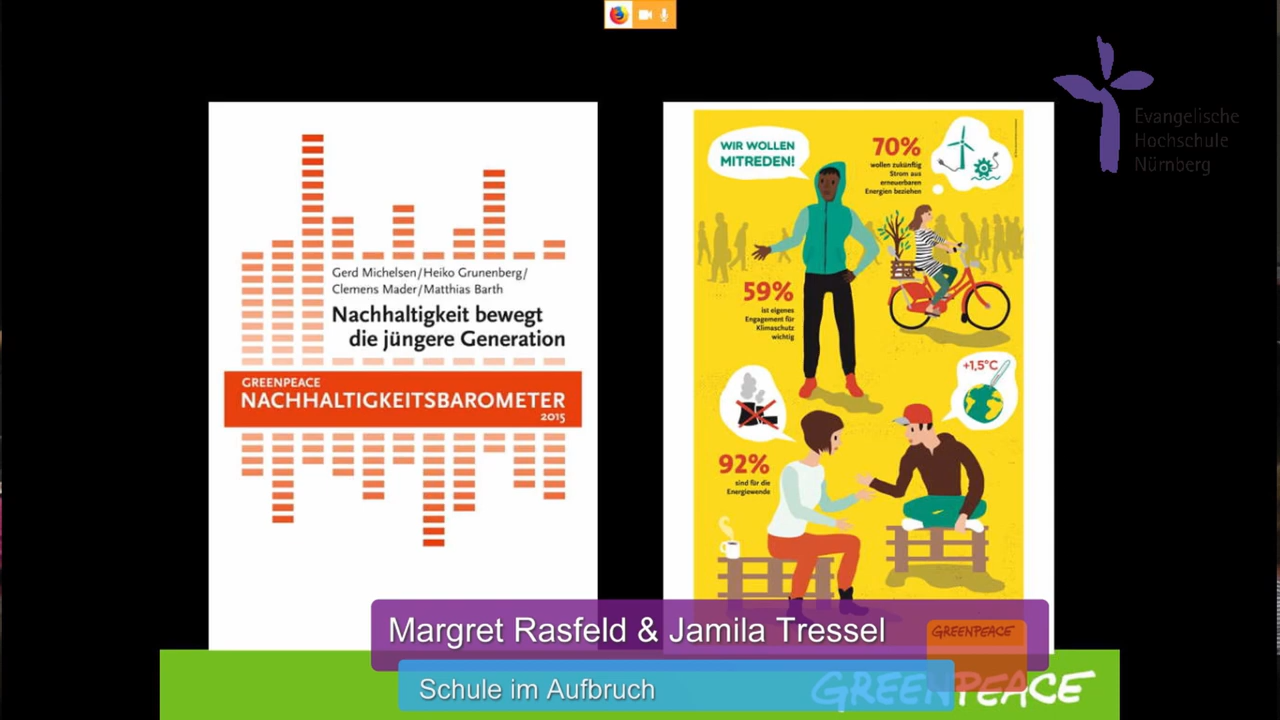 Evangelische
Hochschule
Nürnberg
Gerd Michelsen/Heiko Grunenberg/
Clemens Mader/Matthias Barth
Nachhaltigkeit bewegt
die jüngere Generation
GREENPEACE
NACHHALTIGKEITSBAROMETER
2015
WIR WOLLEN
MITREDEN!
70%
wollen zukünftig
Strom aus
erneuerbaren
Energien beziehen
59%
ist eigenes
Engagement für
Klimaschutz
wichtig
+1,5°C
92%
sind für die
Energiewende
GREENPEACE
Margret Rasfeld & Jamila Tressel
Schule im Aufbruch
GREENPEACE